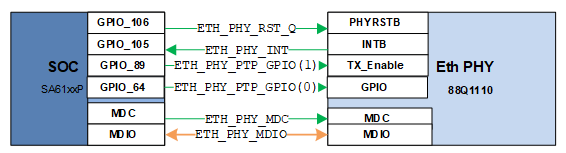 GPIO_106 ETH_PHY_RST_Q PHYRSTB
GPIO_105 ETH_PHY_INT INTB
SOC GPIO_89 ETH_PHY_PTP_GPIO(1) TX_Enable Eth PHY
SA61xxP GPIO_64 ETH_PHY_PTP_GPIO(0) GPIO 88Q1110
MDC ETH_PHY_MDC MDC
MDIO ETH_PHY_MDIO MDIO